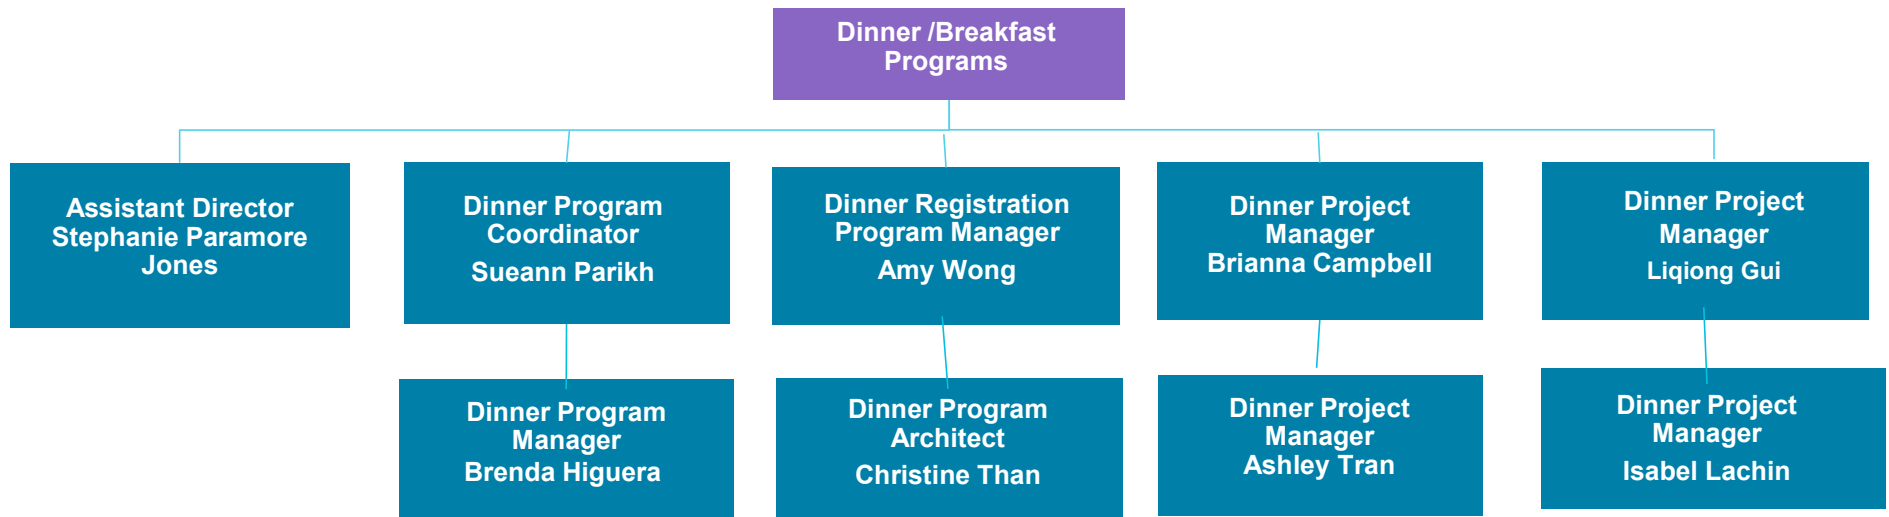 Dinner /Breakfast
Programs
Assistant Director
Stephanie Paramore
Jones
Dinner Program
Coordinator
Sueann Parikh
Dinner Registration
Program Manager
Amy Wong
Dinner Project
Manager
Brianna Campbell
Dinner Project
Manager
Liqiong Gui
Dinner Program
Manager
Brenda Higuera
Dinner Program
Architect
Christine Than
Dinner Project
Manager
Ashley Tran
Dinner Project
Manager
Isabel Lachin